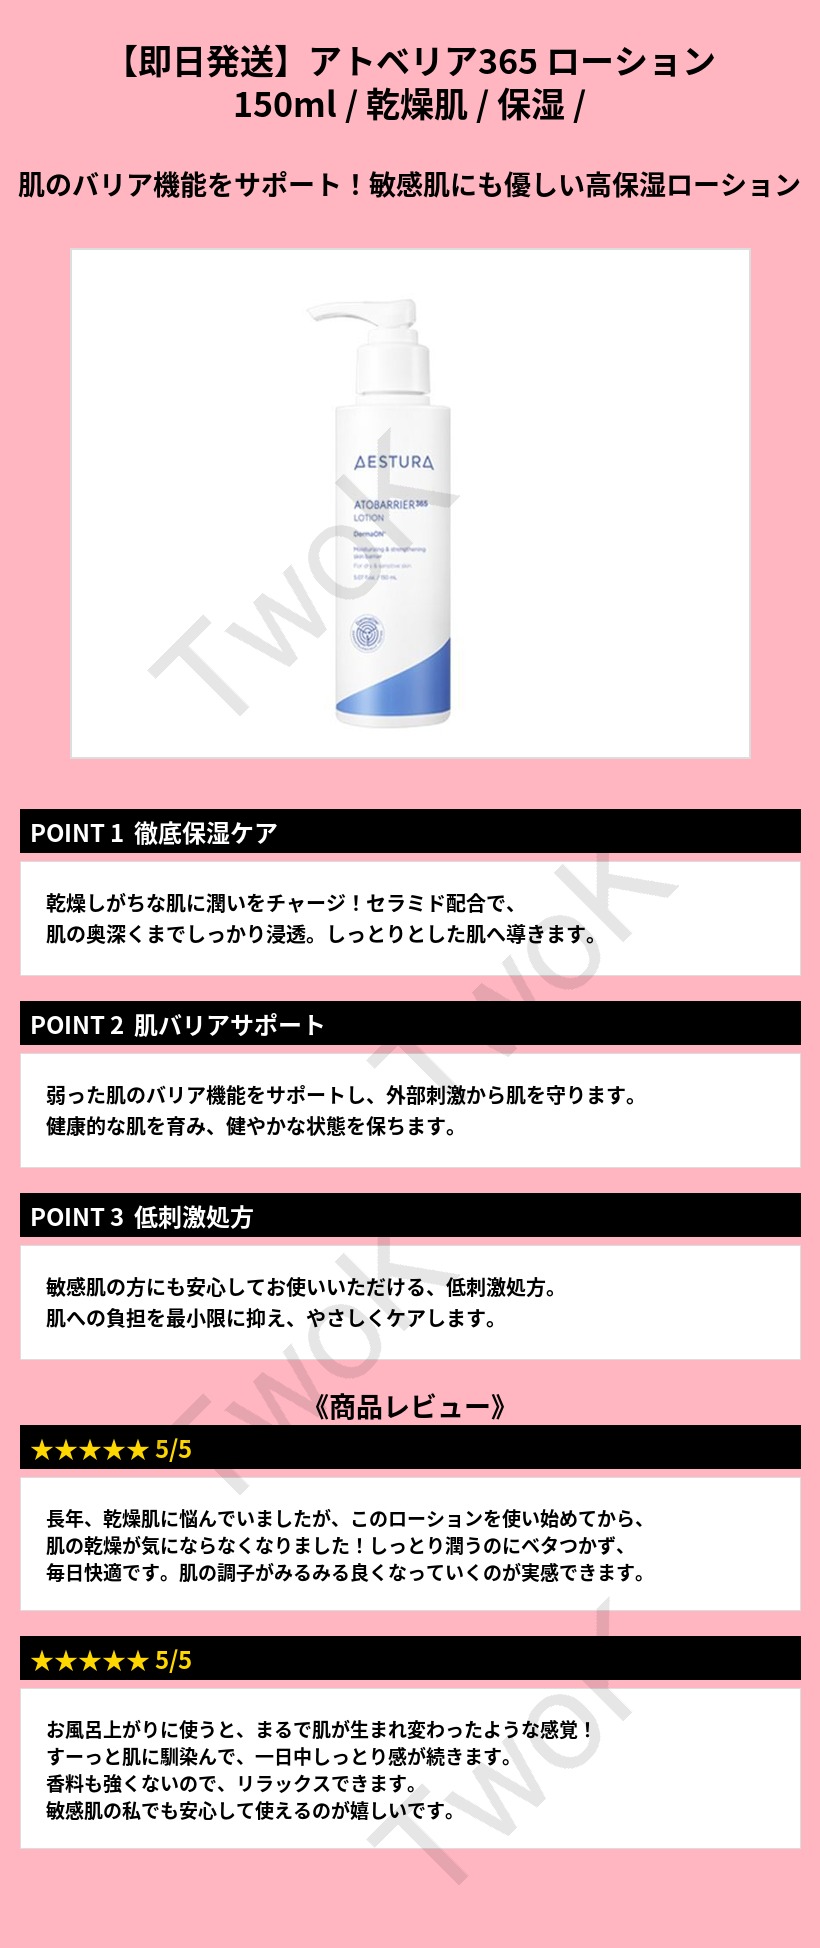 【即日発送】アトベリア365 ローション
150ml / 乾燥肌 / 保湿 /
肌のバリア機能をサポート！敏感肌にも優しい高保湿ローション
AESTURA
ATOBARRIER365
LOTION
DermaON
Moisturizing & strengthening
skin barrier
For dry & sensitive skin
5.07 fl.oz. / 150 mL
TwoK
POINT 1 徹底保湿ケア
乾燥しがちな肌に潤いをチャージ！セラミド配合で、
肌の奥深くまでしっかり浸透。しっとりとした肌へ導きます。
TwoK
POINT 2 肌バリアサポート
弱った肌のバリア機能をサポートし、外部刺激から肌を守ります。
健康的な肌を育み、健やかな状態を保ちます。
POINT 3 低刺激処方
敏感肌の方にも安心してお使いいただける、低刺激処方。
肌への負担を最小限に抑え、やさしくケアします。
TwoK
《商品レビュー》
★★★★★ 5/5
長年、乾燥肌に悩んでいましたが、このローションを使い始めてから、
肌の乾燥が気にならなくなりました！しっとり潤うのにベタつかず、
毎日快適です。肌の調子がみるみる良くなっていくのが実感できます。
★★★★★ 5/5
お風呂上がりに使うと、まるで肌が生まれ変わったような感覚！
すーっと肌に馴染んで、一日中しっとり感が続きます。
香料も強くないので、リラックスできます。
敏感肌の私でも安心して使えるのが嬉しいです。
TwoK